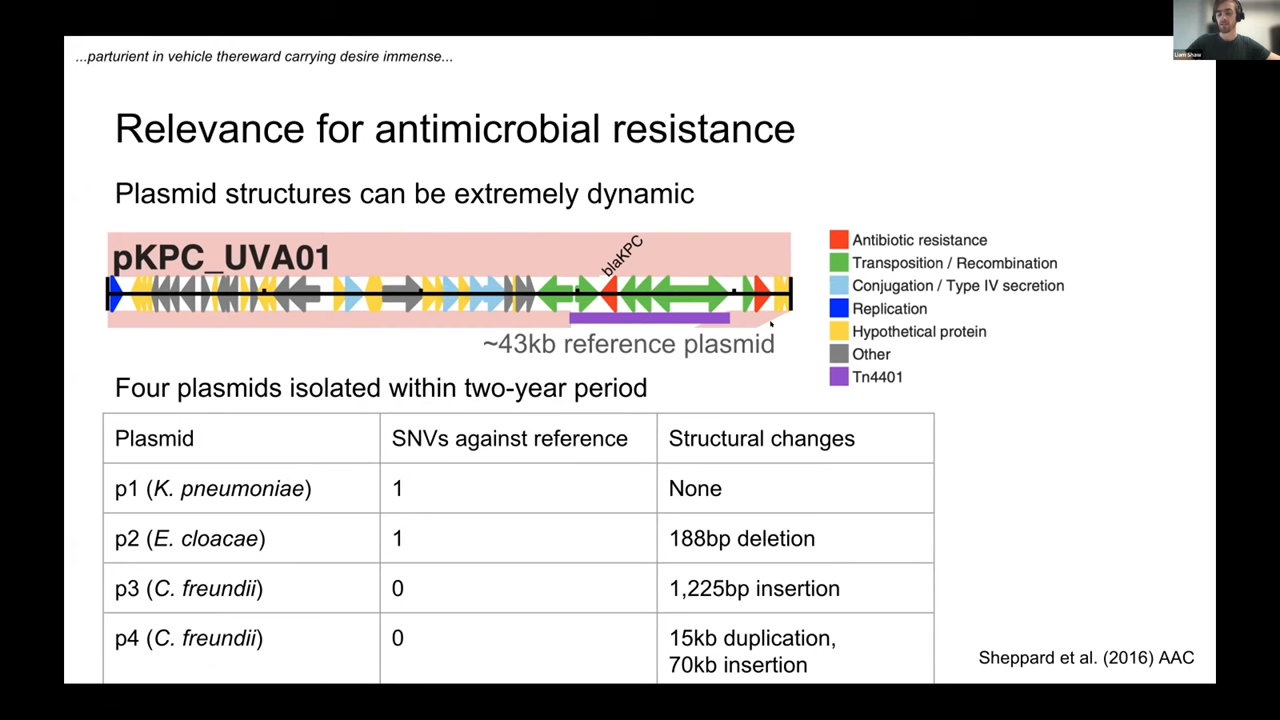 ...parturient in vehicle thereward carrying desire immense...
Liam Shaw
Relevance for antimicrobial resistance
Plasmid structures can be extremely dynamic
pKPC_UVA01
blaKPC
~43kb reference plasmid
Antibiotic resistance
Transposition / Recombination
Conjugation / Type IV secretion
Replication
Hypothetical protein
Other
Tn4401
Four plasmids isolated within two-year period
Plasmid SNVs against reference Structural changes
p1 (K. pneumoniae) 1 None
p2 (E. cloacae) 1 188bp deletion
p3 (C. freundii) 0 1,225bp insertion
p4 (C. freundii) 0 15kb duplication,
70kb insertion
Sheppard et al. (2016) AAC